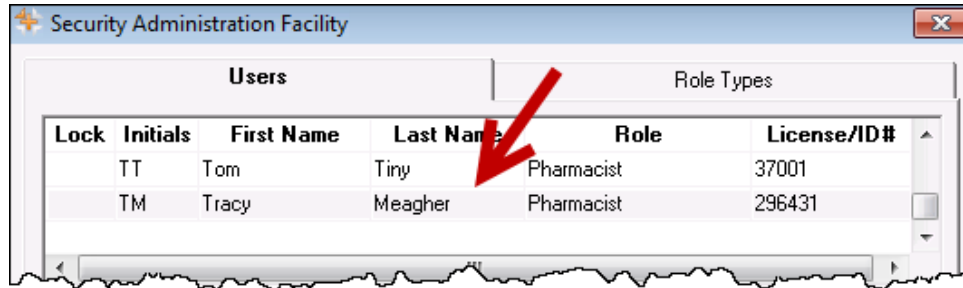 Security Administration Facility
Users Role Types
Lock Initials First Name Last Name Role License/ID#
TT Tom Tiny Pharmacist 37001
TM Tracy Meagher Pharmacist 296431